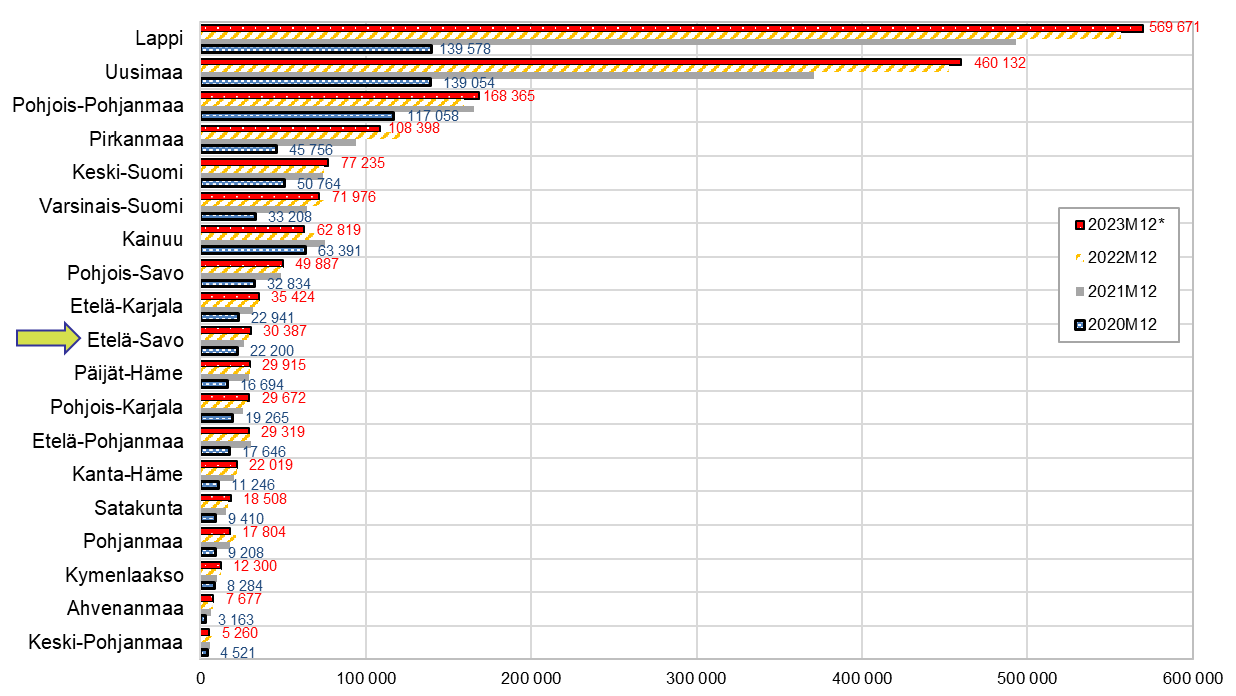 Lappi
569 671
139 578
Uusimaa
460 132
139 054
Pohjois-Pohjanmaa
168 365
117 058
Pirkanmaa
108 398
45 756
Keski-Suomi
77 235
50 764
Varsinais-Suomi
71 976
33 208
Kainuu
62 819
63 391
Pohjois-Savo
49 887
32 834
Etelä-Karjala
35 424
22 941
Etelä-Savo
30 387
22 200
Päijät-Häme
29 915
16 694
Pohjois-Karjala
29 672
19 265
Etelä-Pohjanmaa
29 319
17 646
Kanta-Häme
22 019
11 246
Satakunta
18 508
9 410
Pohjanmaa
17 804
9 208
Kymenlaakso
12 300
8 284
Ahvenanmaa
7 677
3 163
Keski-Pohjanmaa
5 260
4 521
2023M12*
2022M12
2021M12
2020M12
0 100 000 200 000 300 000 400 000 500 000 600 000